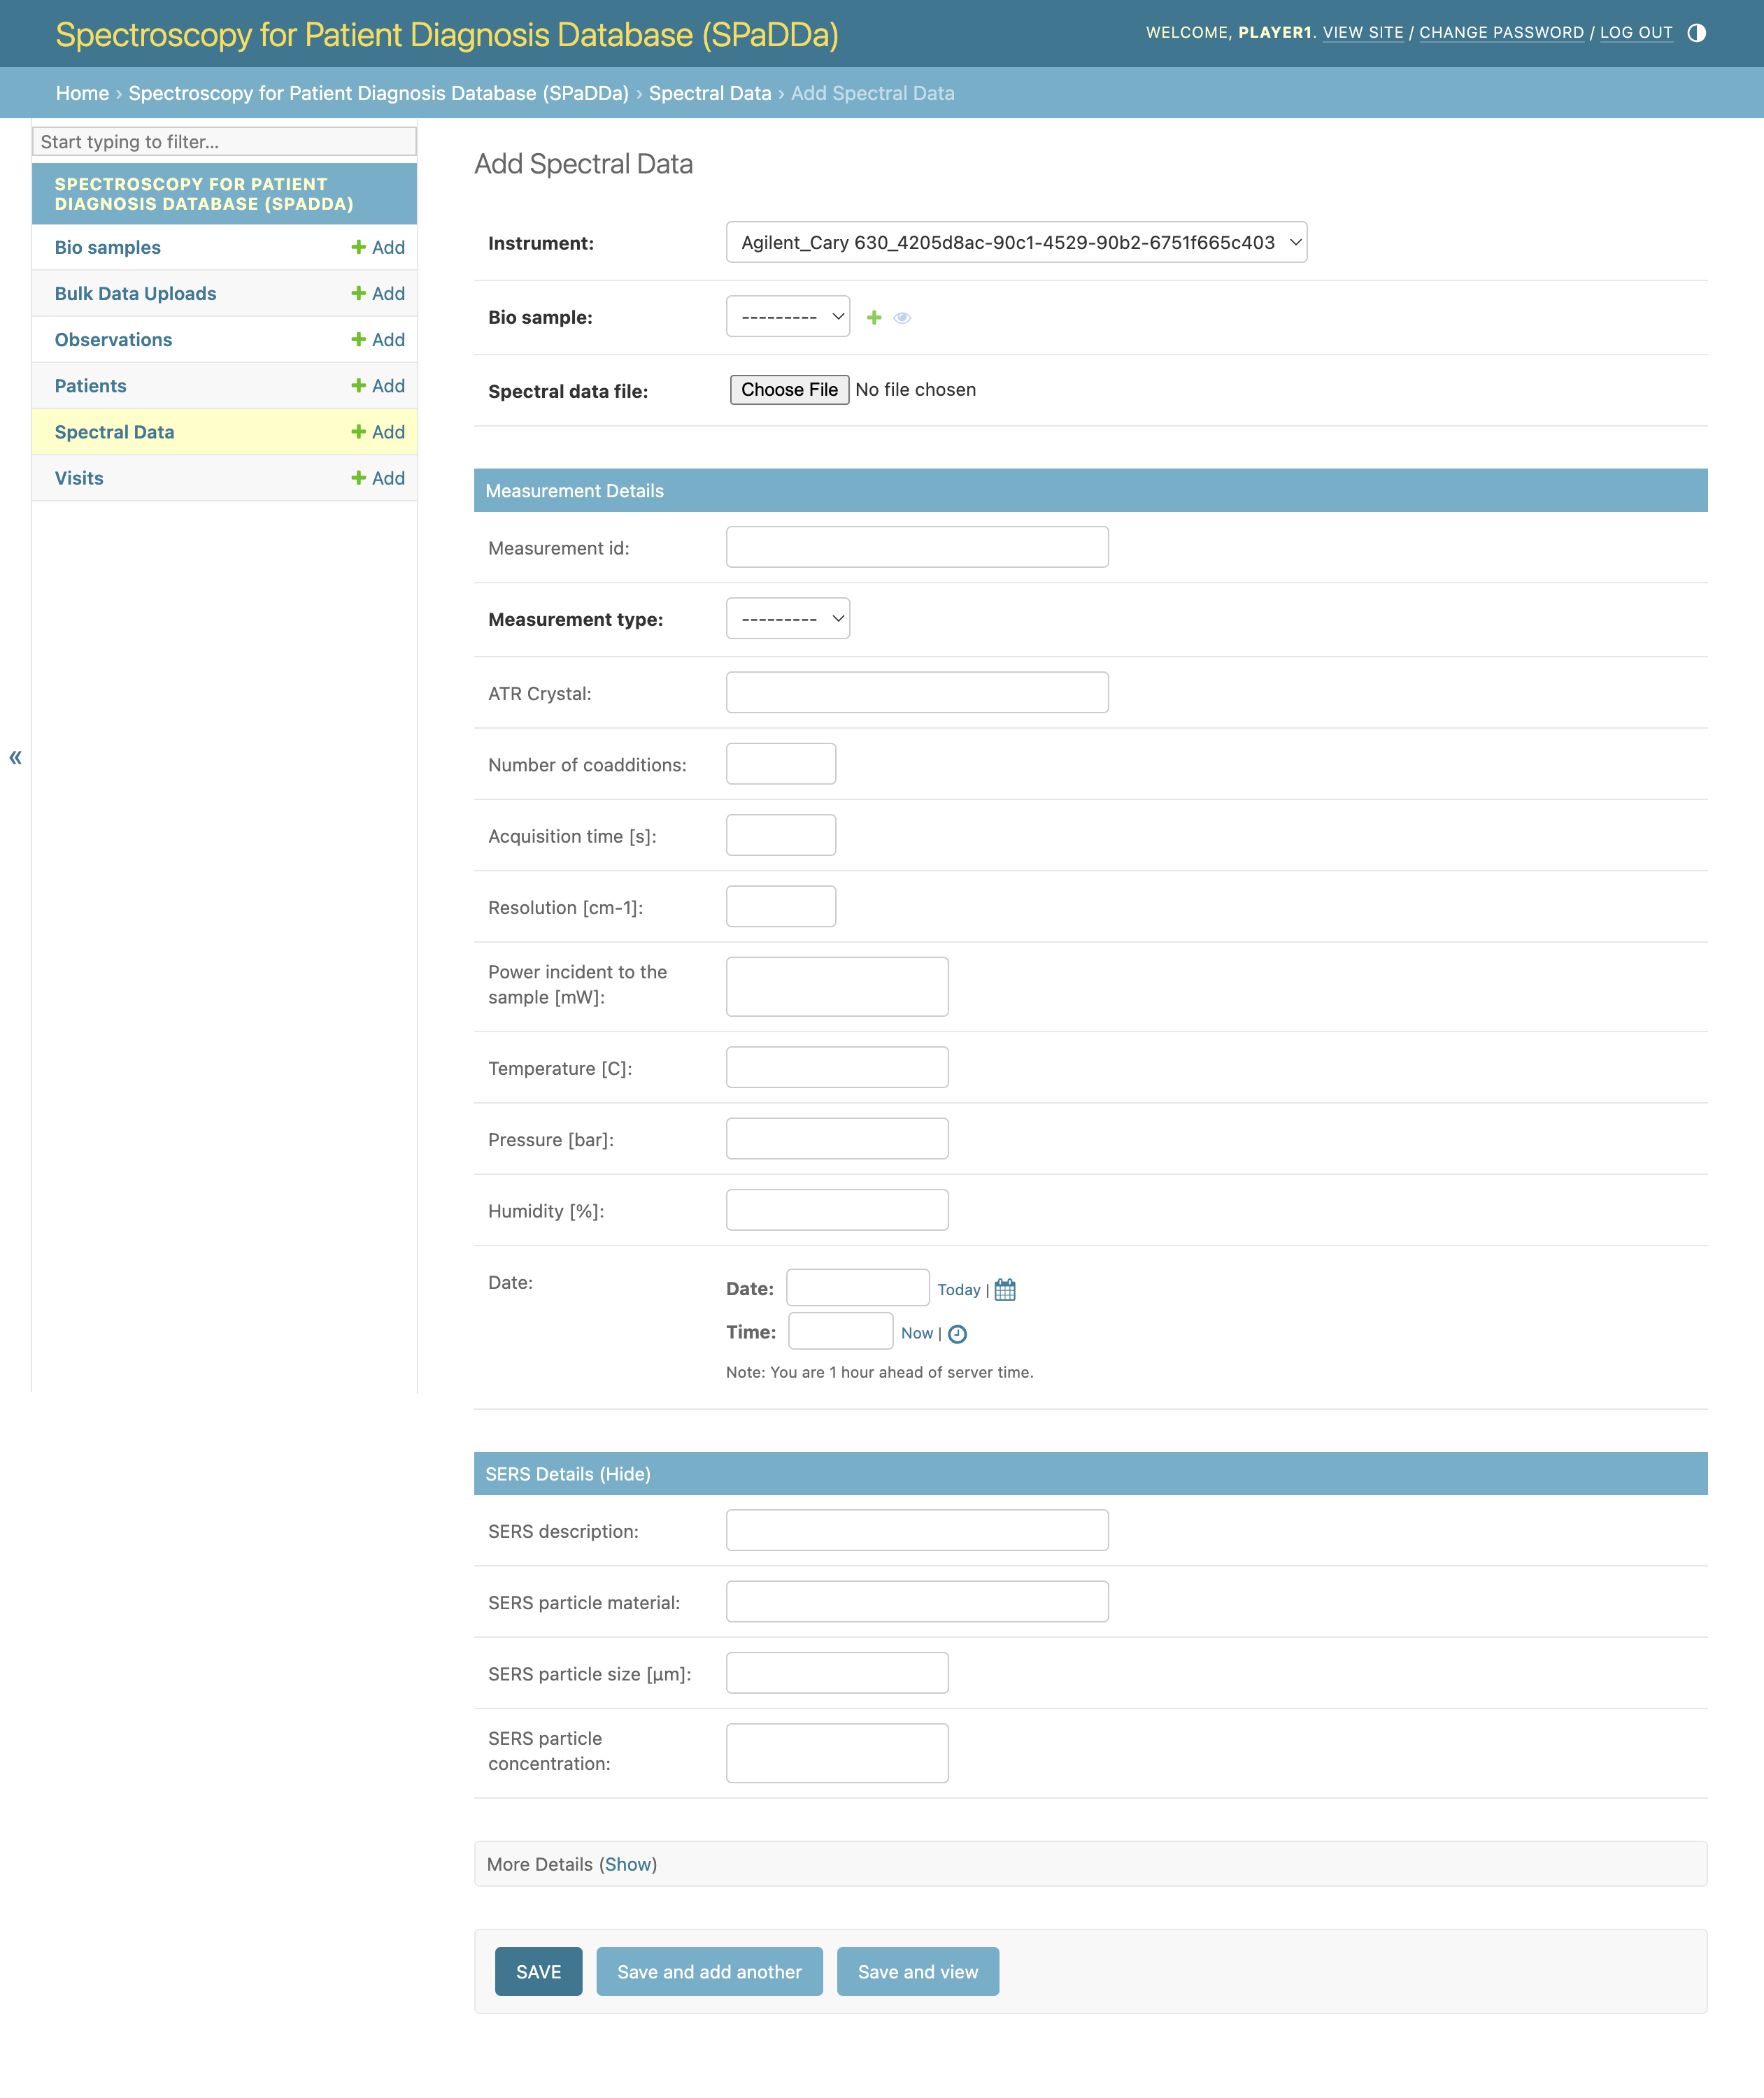 Spectroscopy for Patient Diagnosis Database (SPaDDa)
WELCOME, PLAYER1. VIEW SITE / CHANGE PASSWORD / LOG OUT
Home › Spectroscopy for Patient Diagnosis Database (SPaDDa) › Spectral Data › Add Spectral Data
Start typing to filter...
SPECTROSCOPY FOR PATIENT
DIAGNOSIS DATABASE (SPADDA)
Bio samples Add
Bulk Data Uploads Add
Observations Add
Patients Add
Spectral Data Add
Visits Add
«
Add Spectral Data
Instrument: Agilent_Cary 630_4205d8ac-90c1-4529-90b2-6751f665c403
Bio sample: ---------
Spectral data file: Choose File No file chosen
Measurement Details
Measurement id:
Measurement type: ---------
ATR Crystal:
Number of coadditions:
Acquisition time [s]:
Resolution [cm-1]:
Power incident to the
sample [mW]:
Temperature [C]:
Pressure [bar]:
Humidity [%]:
Date: Date: Today |
Time: Now |
Note: You are 1 hour ahead of server time.
SERS Details (Hide)
SERS description:
SERS particle material:
SERS particle size [μm]:
SERS particle
concentration:
More Details (Show)
SAVE Save and add another Save and view